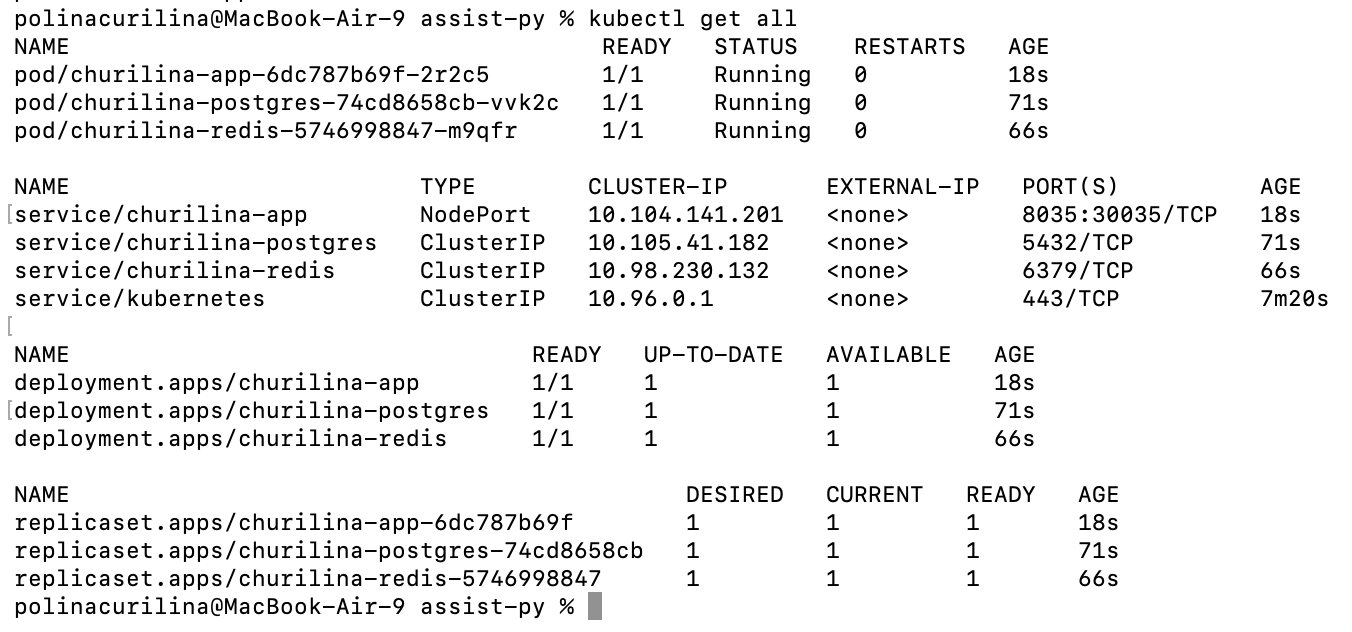 polinacurilina@MacBook-Air-9 assist-py % kubectl get all
NAME READY STATUS RESTARTS AGE
pod/churilina-app-6dc787b69f-2r2c5 1/1 Running 0 18s
pod/churilina-postgres-74cd8658cb-vvk2c 1/1 Running 0 71s
pod/churilina-redis-5746998847-m9qfr 1/1 Running 0 66s
NAME TYPE CLUSTER-IP EXTERNAL-IP PORT(S) AGE
[service/churilina-app NodePort 10.104.141.201 <none> 8035:30035/TCP 18s
service/churilina-postgres ClusterIP 10.105.41.182 <none> 5432/TCP 71s
service/churilina-redis ClusterIP 10.98.230.132 <none> 6379/TCP 66s
service/kubernetes ClusterIP 10.96.0.1 <none> 443/TCP 7m20s
[
NAME READY UP-TO-DATE AVAILABLE AGE
deployment.apps/churilina-app 1/1 1 1 18s
[deployment.apps/churilina-postgres 1/1 1 1 71s
deployment.apps/churilina-redis 1/1 1 1 66s
NAME DESIRED CURRENT READY AGE
replicaset.apps/churilina-app-6dc787b69f 1 1 1 18s
replicaset.apps/churilina-postgres-74cd8658cb 1 1 1 71s
replicaset.apps/churilina-redis-5746998847 1 1 1 66s
polinacurilina@MacBook-Air-9 assist-py %